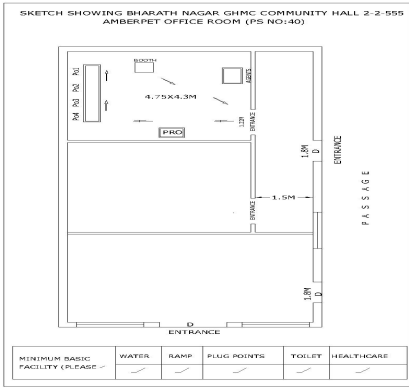 SKETCH SHOWING BHARATH NAGAR GHMC COMMUNITY HALL 2-2-555
AMBERPET OFFICE ROOM (PS NO:40)
BOOTH
Po1
Po2
Po3
Po4
AGENTS
4.75X4.3M
1.22M
ENTRANCE
PRO
1.8M
D
ENTRANCE
PASSAGE
1.5M
ENTRANCE
1.8M
D
D
ENTRANCE
MINIMUM BASIC
FACILITY (PLEASE ✓
WATER
RAMP
PLUG POINTS
TOILET
HEALTHCARE
✓ ✓ ✓ ✓ ✓